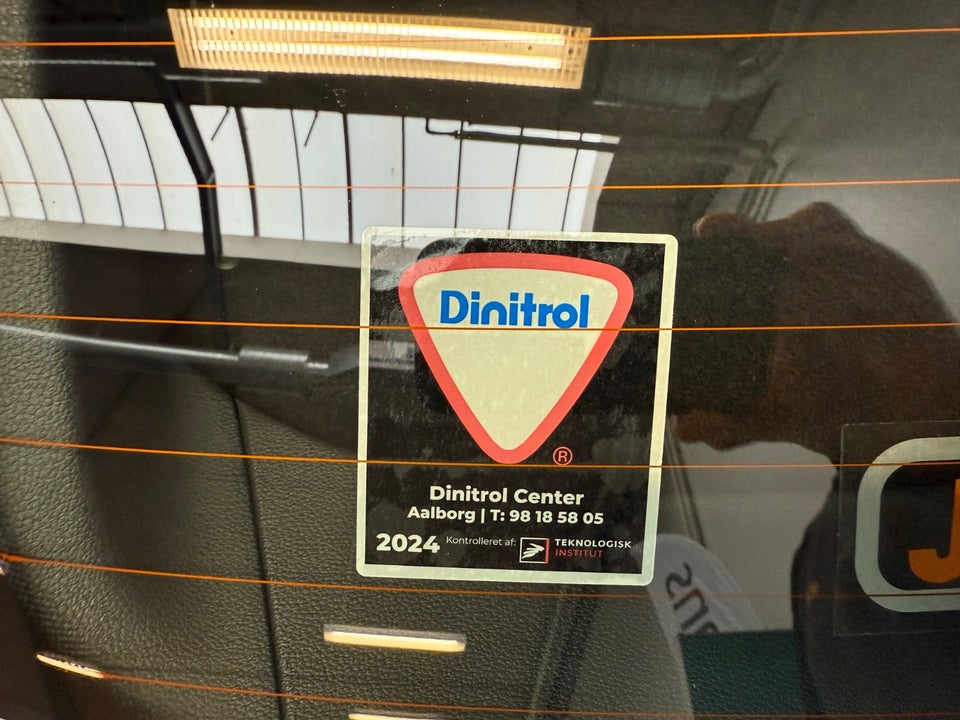 Dinitrol
®
Dinitrol Center
Aalborg | T: 98 18 58 05
2024 Kontrolleret af: TEKNOLOGISK
INSTITUT
J